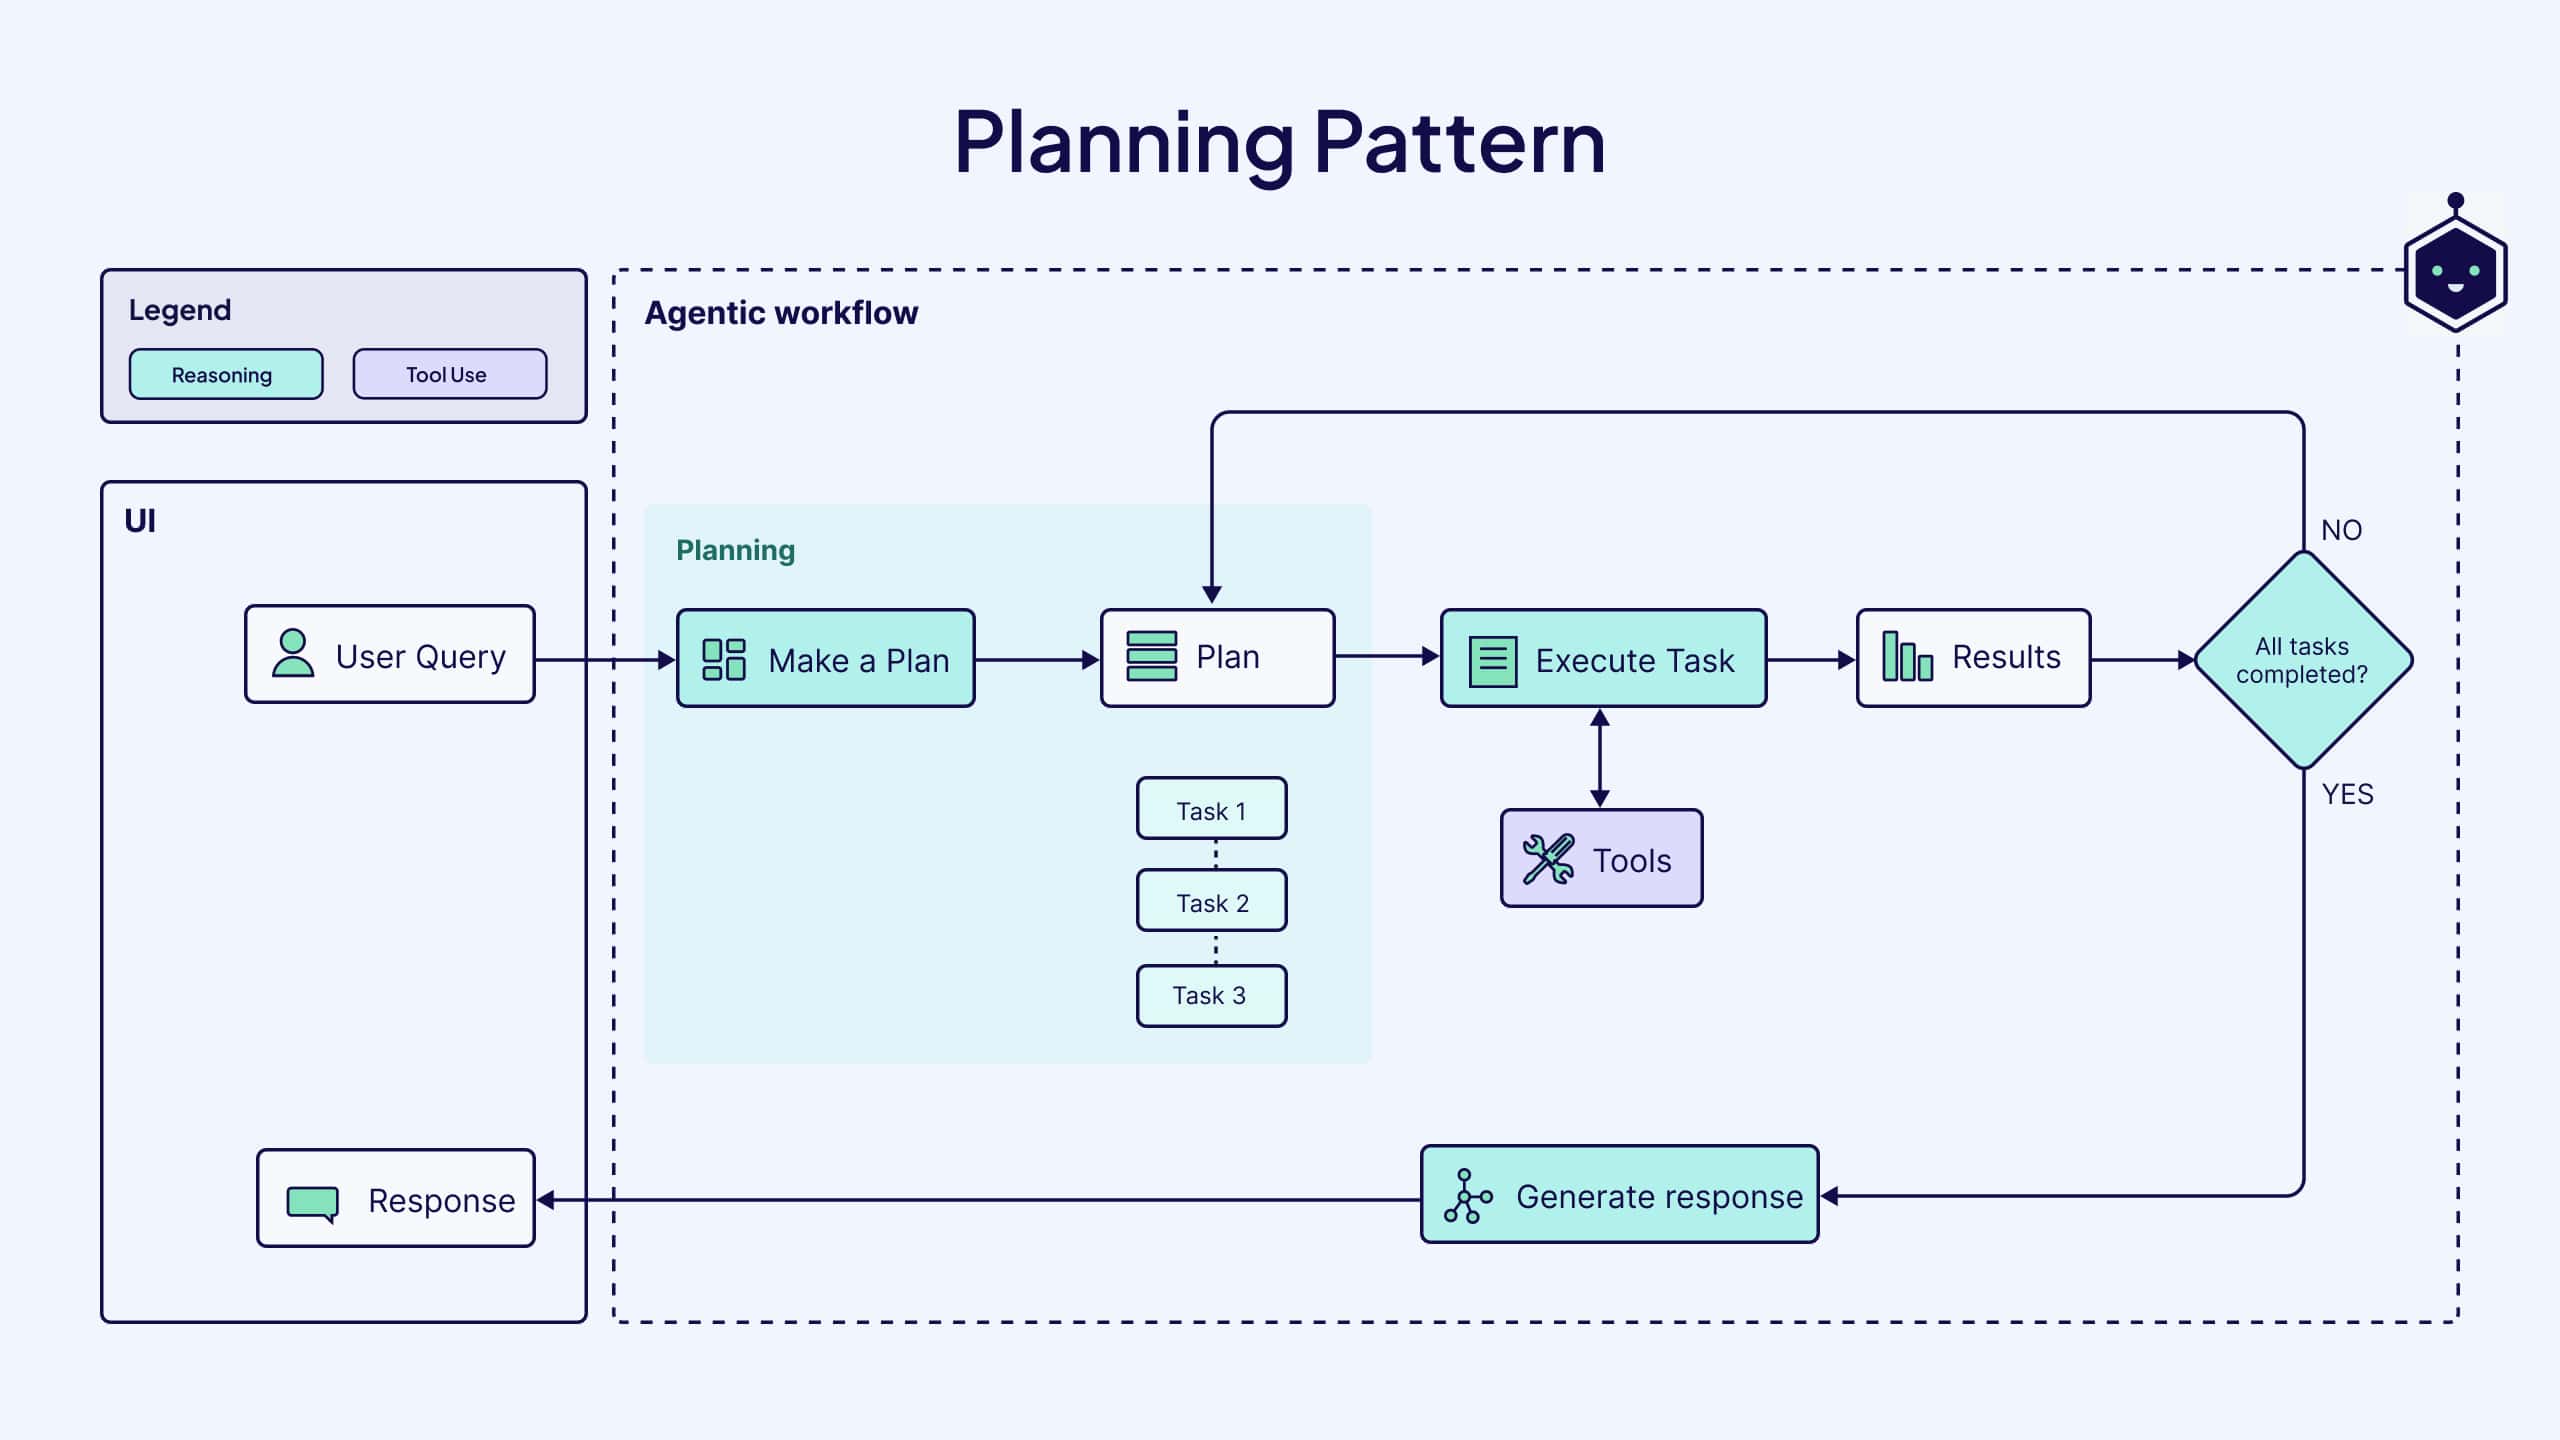 Planning Pattern
Legend
Reasoning
Tool Use
Agentic workflow
UI
Planning
User Query
Make a Plan
Plan
Execute Task
Results
All tasks
completed?
NO
YES
Task 1
Task 2
Task 3
Tools
Response
Generate response